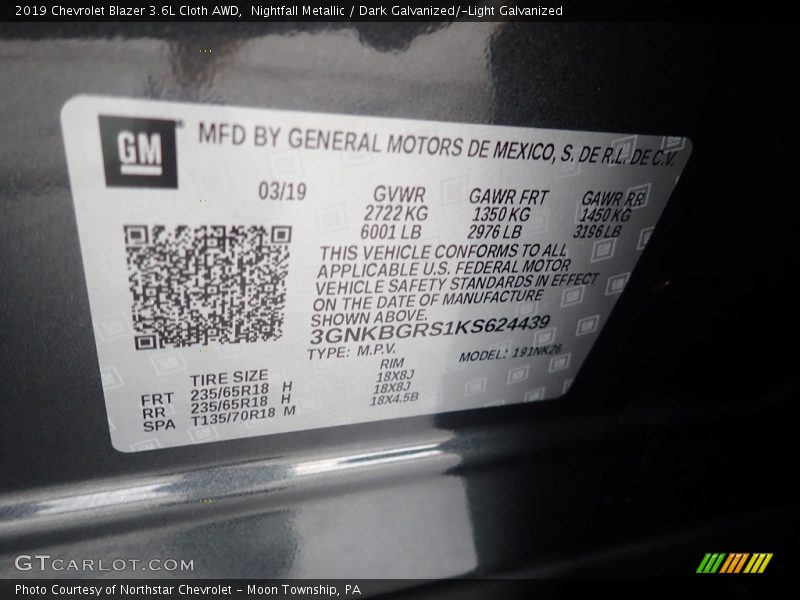 2019 Chevrolet Blazer 3.6L Cloth AWD,  Nightfall Metallic / Dark Galvanized/-Light Galvanized
GM
MFD BY GENERAL MOTORS DE MEXICO, S. DE R.L. DE C.V.
03/19 GVWR GAWR FRT GAWR RR
2722 KG 1350 KG 1450 KG
6001 LB 2976 LB 3196 LB
THIS VEHICLE CONFORMS TO ALL
APPLICABLE U.S. FEDERAL MOTOR
VEHICLE SAFETY STANDARDS IN EFFECT
ON THE DATE OF MANUFACTURE
SHOWN ABOVE.
3GNKBGRS1KS624439
TYPE: M.P.V. MODEL: 191NK26
TIRE SIZE RIM
FRT 235/65R18 H 18X8J
RR 235/65R18 H 18X8J
SPA T135/70R18 M 18X4.5B
GTCARLOT.COM
Photo Courtesy of Northstar Chevrolet - Moon Township, PA